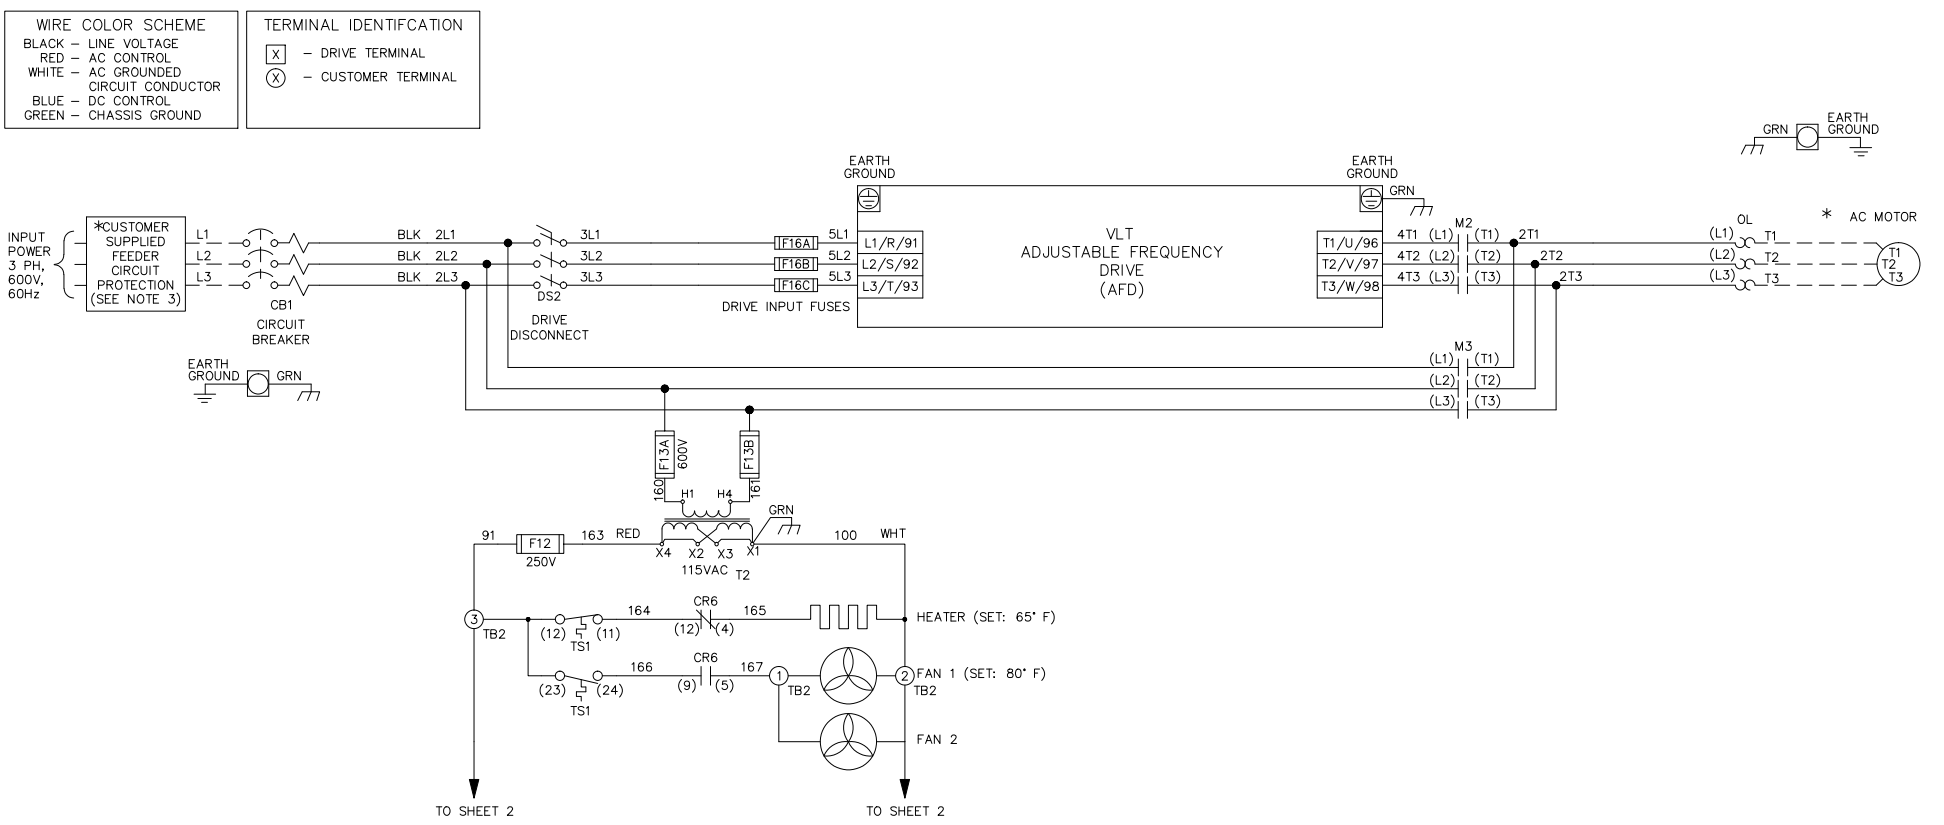 WIRE COLOR SCHEME
BLACK – LINE VOLTAGE
RED – AC CONTROL
WHITE – AC GROUNDED
CIRCUIT CONDUCTOR
BLUE – DC CONTROL
GREEN – CHASSIS GROUND
TERMINAL IDENTIFCATION
X – DRIVE TERMINAL
X – CUSTOMER TERMINAL
GRN
EARTH
GROUND
EARTH
GROUND
EARTH
GROUND
GRN
INPUT
POWER
3 PH,
600V,
60Hz
*CUSTOMER
SUPPLIED
FEEDER
CIRCUIT
PROTECTION
(SEE NOTE 3)
L1
L2
L3
CB1
CIRCUIT
BREAKER
BLK 2L1
BLK 2L2
BLK 2L3
3L1
3L2
3L3
DS2
DRIVE
DISCONNECT
F16A
F16B
F16C
5L1
5L2
5L3
DRIVE INPUT FUSES
L1/R/91
L2/S/92
L3/T/93
VLT
ADJUSTABLE FREQUENCY
DRIVE
(AFD)
T1/U/96
T2/V/97
T3/W/98
4T1 (L1) M2 (T1) 2T1
4T2 (L2) (T2) 2T2
4T3 (L3) (T3) 2T3
OL
(L1) T1
(L2) T2
(L3) T3
* AC MOTOR
T1
T2
T3
M3
(L1) (T1)
(L2) (T2)
(L3) (T3)
EARTH
GROUND
GRN
F13A
600V
F13B
160
161
H1 H4
GRN
91
F12
250V
163 RED
X4 X2 X3 X1
115VAC T2
100 WHT
3
TB2
(12) (11)
TS1
164
CR6
(12) (4)
165
HEATER (SET: 65° F)
(23) (24)
TS1
166
CR6
(9) (5)
167
1
TB2
2
TB2
FAN 1 (SET: 80° F)
FAN 2
TO SHEET 2
TO SHEET 2